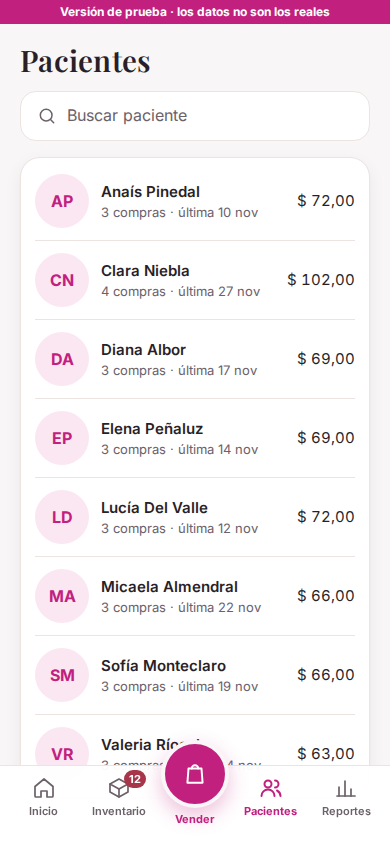 Versión de prueba · los datos no son los reales
Pacientes
Buscar paciente
AP
Anaís Pinedal
3 compras · última 10 nov
$ 72,00
CN
Clara Niebla
4 compras · última 27 nov
$ 102,00
DA
Diana Albor
3 compras · última 17 nov
$ 69,00
EP
Elena Peñaluz
3 compras · última 14 nov
$ 69,00
LD
Lucía Del Valle
3 compras · última 12 nov
$ 72,00
MA
Micaela Almendral
3 compras · última 22 nov
$ 66,00
SM
Sofía Monteclaro
3 compras · última 19 nov
$ 66,00
VR
Valeria
3 compras
nov
$ 63,00
12
Inicio
Inventario
Vender
Pacientes
Reportes